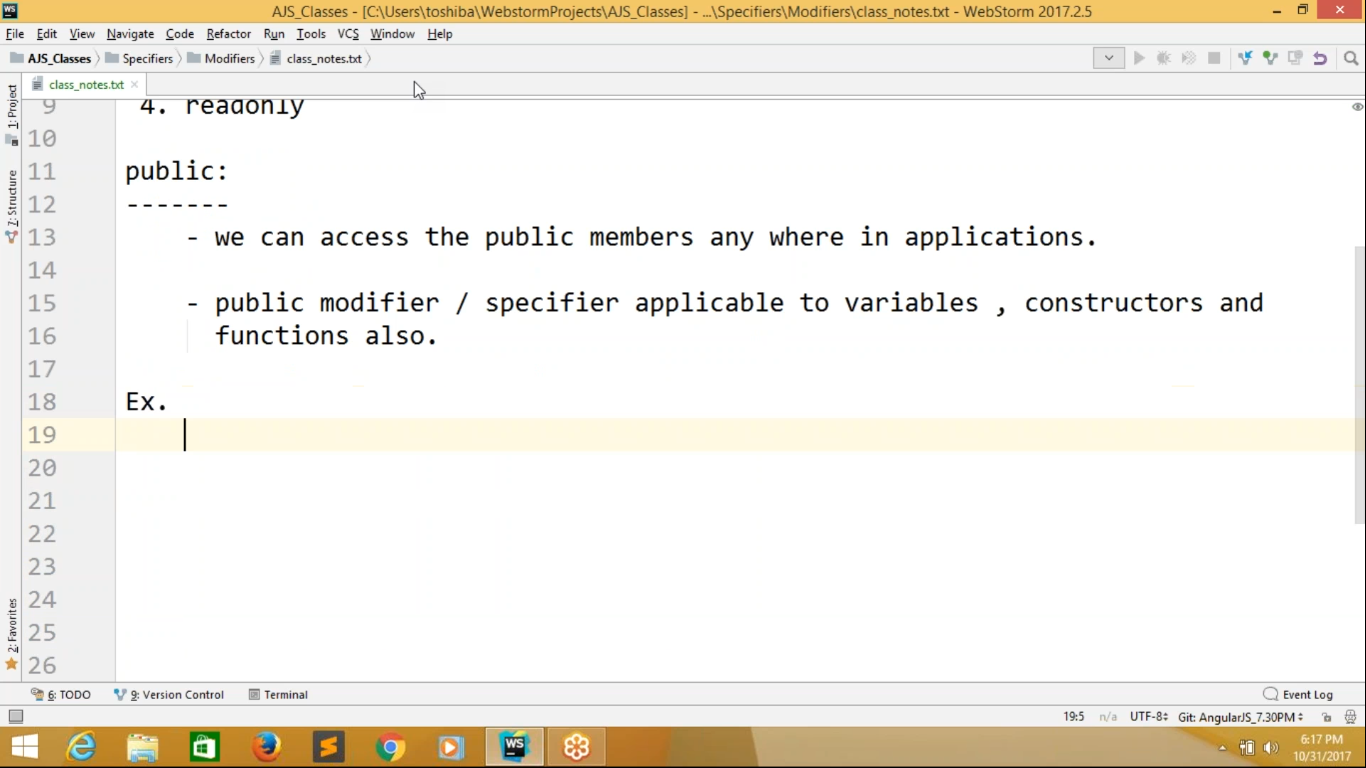 WS
AJS_Classes - [C:\Users\toshiba\WebstormProjects\AJS_Classes] - ...\Specifiers\Modifiers\class_notes.txt - WebStorm 2017.2.5
File Edit View Navigate Code Refactor Run Tools VCS Window Help
AJS_Classes Specifiers Modifiers class_notes.txt
class_notes.txt
1: Project
Z: Structure
2: Favorites
9 4. readonly
10
11 public:
12 -------
13 - we can access the public members any where in applications.
14
15 - public modifier / specifier applicable to variables , constructors and
16 functions also.
17
18 Ex.
19
20
21
22
23
24
25
26
6: TODO 9: Version Control Terminal Event Log
19:5 n/a UTF-8 Git: AngularJS_7.30PM
WS 6:17 PM
10/31/2017